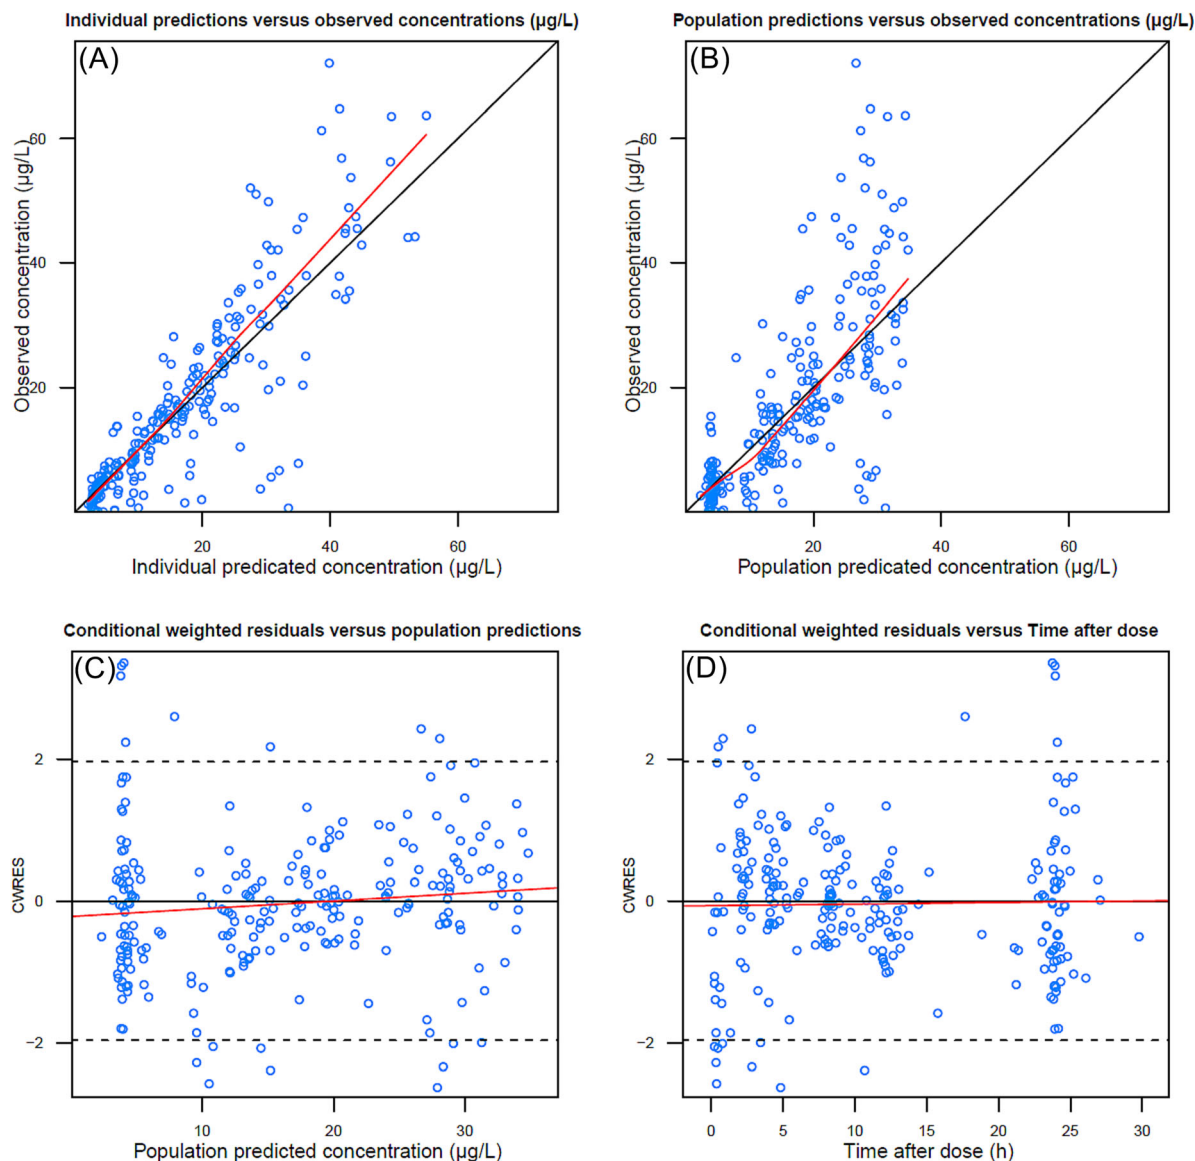 Individual predictions versus observed concentrations (µg/L)
(A)
Observed concentration (µg/L)
60
40
20
20 40 60
Individual predicated concentration (µg/L)
Population predictions versus observed concentrations (µg/L)
(B)
Observed concentration (µg/L)
60
40
20
20 40 60
Population predicated concentration (µg/L)
Conditional weighted residuals versus population predictions
(C)
CWRES
2
0
−2
10 20 30
Population predicted concentration (µg/L)
Conditional weighted residuals versus Time after dose
(D)
CWRES
2
0
−2
0 5 10 15 20 25 30
Time after dose (h)